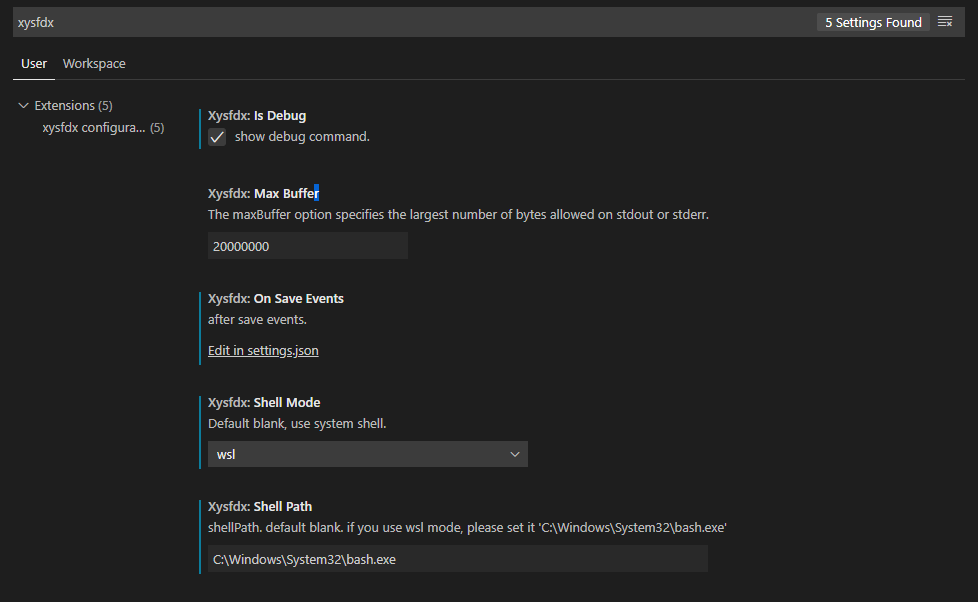 xysfdx
5 Settings Found
User Workspace
Extensions (5)
xysfdx configura... (5)
Xysfdx: Is Debug
show debug command.
Xysfdx: Max Buffer
The maxBuffer option specifies the largest number of bytes allowed on stdout or stderr.
20000000
Xysfdx: On Save Events
after save events.
Edit in settings.json
Xysfdx: Shell Mode
Default blank, use system shell.
wsl
Xysfdx: Shell Path
shellPath. default blank. if you use wsl mode, please set it 'C:\Windows\System32\bash.exe'
C:\Windows\System32\bash.exe